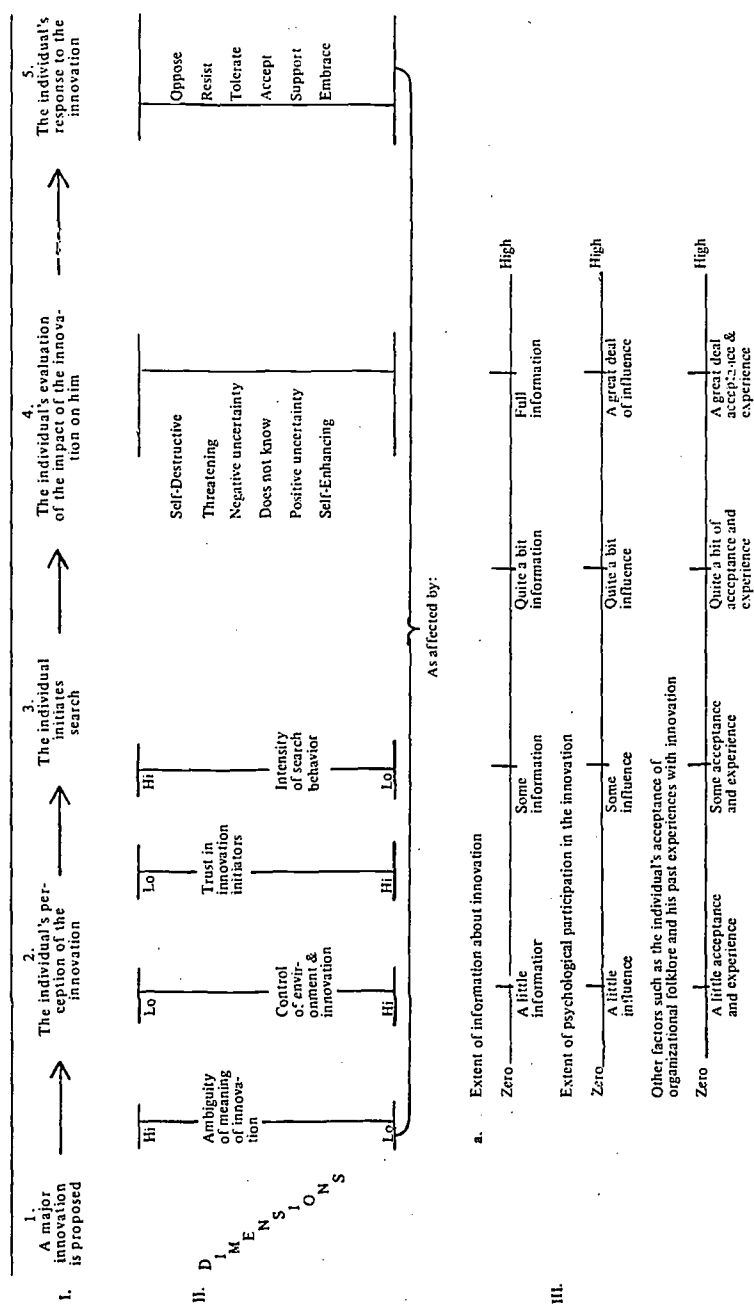 I.
1.
A major
innovation
is proposed
2.
The individual's per-
ception of the
innovation
3.
The individual
initiates
search
4.
The individual's evaluation
of the impact of the innova-
tion on him
5.
The individual's
response to the
innovation
II.
DIMENSIONS
Hi
Ambiguity
of meaning
of innova-
tion
Lo
Lo
Control
of envir-
onment &
innovation
Hi
Lo
Trust in
innovation
initiators
Hi
Hi
Intensity
of search
behavior
Lo
Self-Destructive
Threatening
Negative uncertainty
Does not know
Positive uncertainty
Self-Enhancing
Oppose
Resist
Tolerate
Accept
Support
Embrace
As affected by:
III.
a. Extent of information about innovation
Zero
A little
information
Some
information
Quite a bit
information
Full
information
High
Extent of psychological participation in the innovation
Zero
A little
influence
Some
influence
Quite a bit
influence
A great deal
of influence
High
Other factors such as the individual's acceptance of
organizational folklore and his past experiences with innovation
Zero
A little acceptance
and experience
Some acceptance
and experience
Quite a bit of
acceptance and
experience
A great deal
acceptance &
experience
High